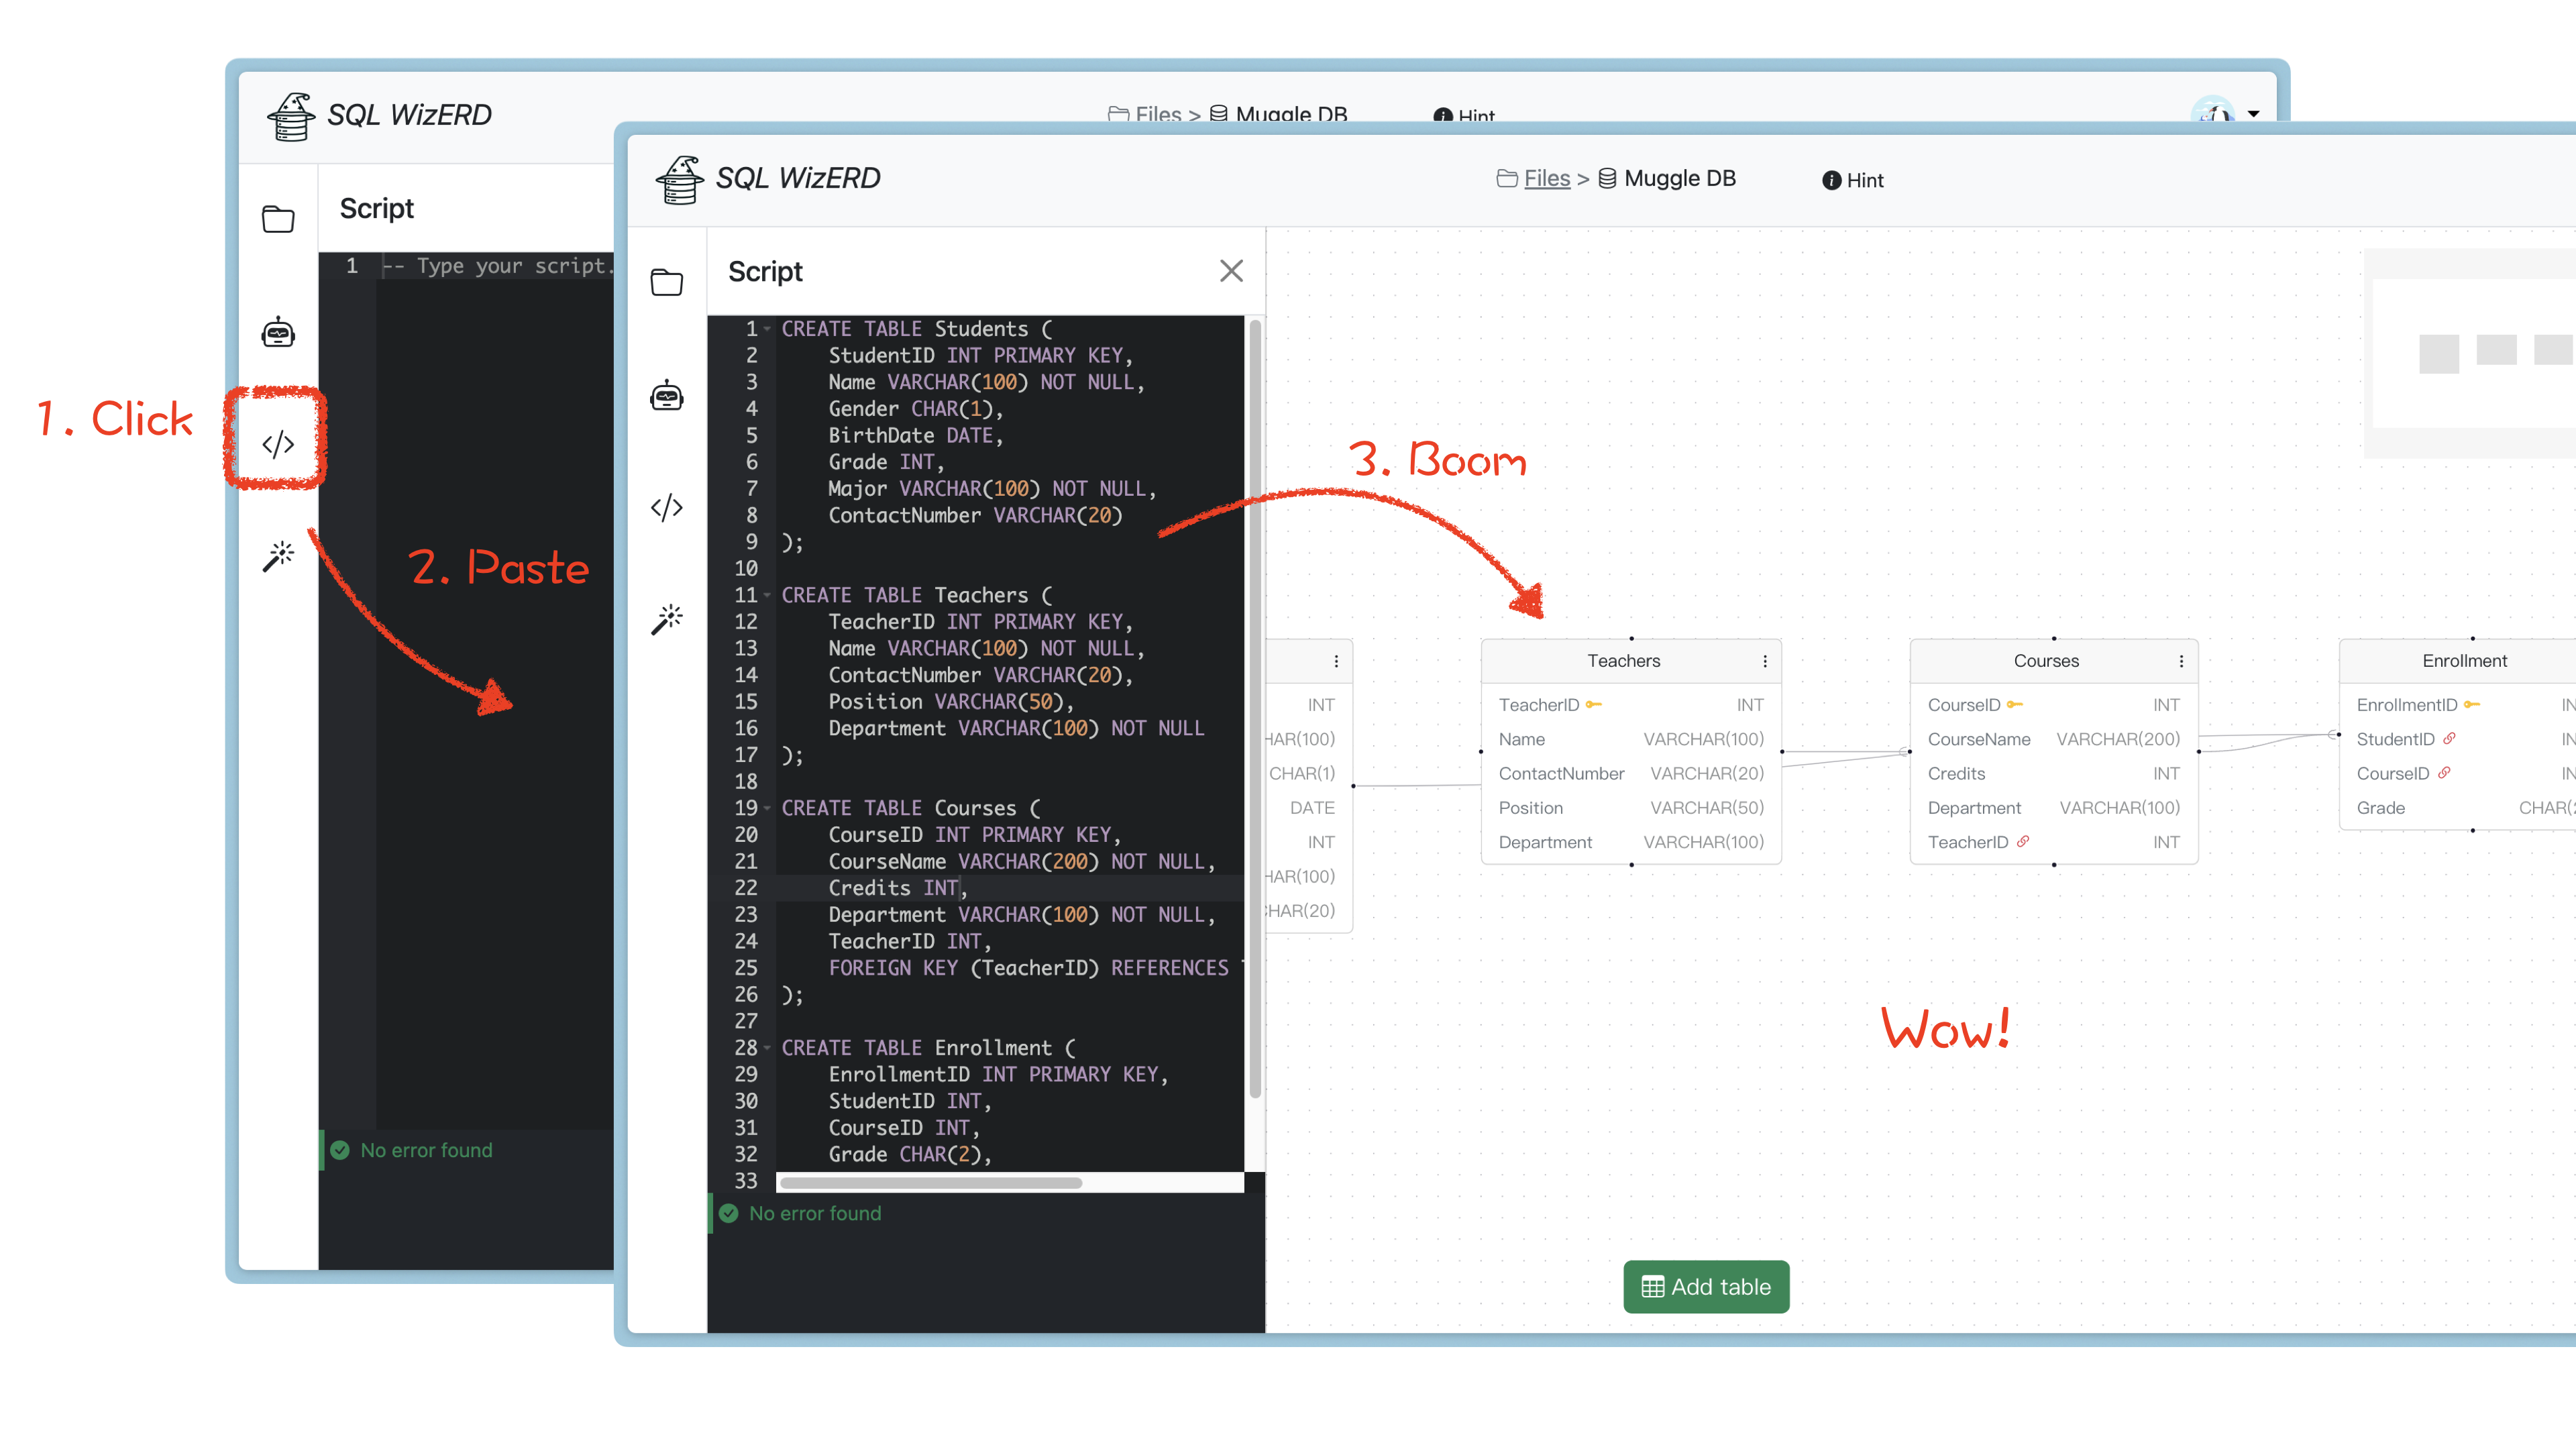 SQL WizERD
Files > Muggle DB
Hint
Script
1 -- Type your script.
No error found
1. Click
2. Paste
SQL WizERD
Files > Muggle DB
Hint
Script
1 CREATE TABLE Students (
2 StudentID INT PRIMARY KEY,
3 Name VARCHAR(100) NOT NULL,
4 Gender CHAR(1),
5 BirthDate DATE,
6 Grade INT,
7 Major VARCHAR(100) NOT NULL,
8 ContactNumber VARCHAR(20)
9 );
10
11 CREATE TABLE Teachers (
12 TeacherID INT PRIMARY KEY,
13 Name VARCHAR(100) NOT NULL,
14 ContactNumber VARCHAR(20),
15 Position VARCHAR(50),
16 Department VARCHAR(100) NOT NULL
17 );
18
19 CREATE TABLE Courses (
20 CourseID INT PRIMARY KEY,
21 CourseName VARCHAR(200) NOT NULL,
22 Credits INT,
23 Department VARCHAR(100) NOT NULL,
24 TeacherID INT,
25 FOREIGN KEY (TeacherID) REFERENCES
26 );
27
28 CREATE TABLE Enrollment (
29 EnrollmentID INT PRIMARY KEY,
30 StudentID INT,
31 CourseID INT,
32 Grade CHAR(2),
33
No error found
3. Boom
INT
HAR(100)
CHAR(1)
DATE
INT
HAR(100)
CHAR(20)
Teachers
TeacherID INT
Name VARCHAR(100)
ContactNumber VARCHAR(20)
Position VARCHAR(50)
Department VARCHAR(100)
Courses
CourseID INT
CourseName VARCHAR(200)
Credits INT
Department VARCHAR(100)
TeacherID INT
Enrollment
EnrollmentID
StudentID
CourseID
Grade CHAR(
Wow!
Add table